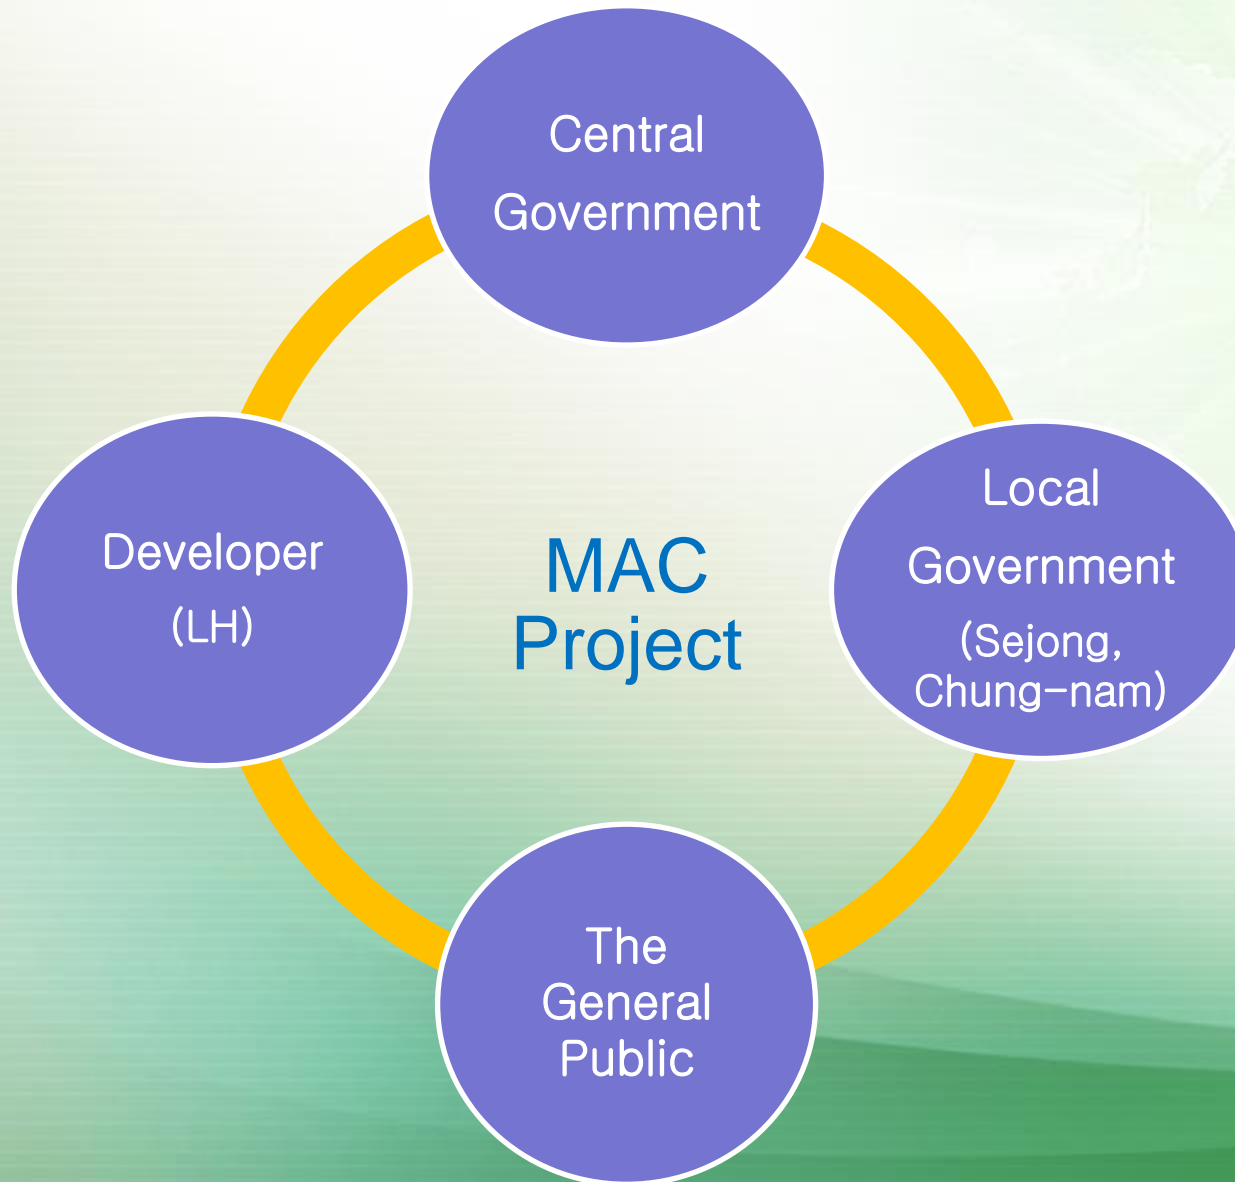 Central
Government
Local
Government
(Sejong,
Chung-nam)
Developer
(LH)
MAC
Project
The
General
Public